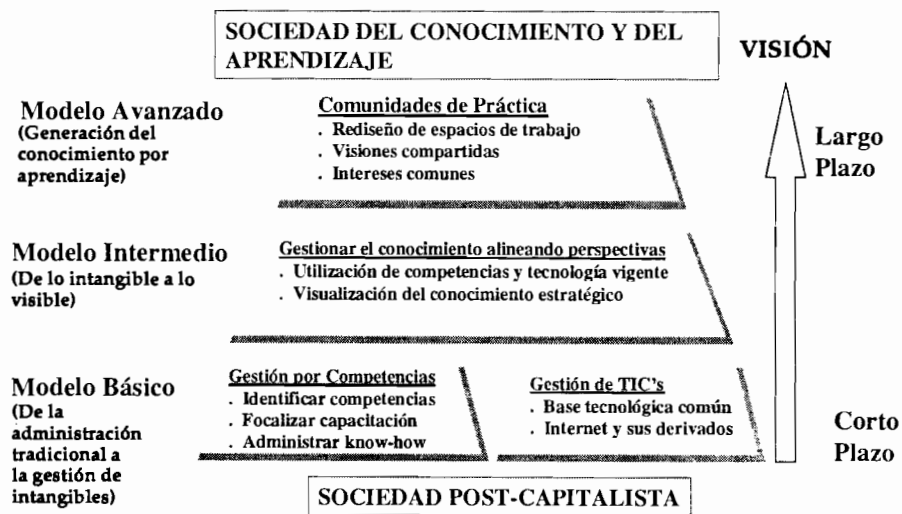 SOCIEDAD DEL CONOCIMIENTO Y DEL
APRENDIZAJE
VISIÓN
Modelo Avanzado
(Generación del
conocimiento por
aprendizaje)
Comunidades de Práctica
. Rediseño de espacios de trabajo
. Visiones compartidas
. Intereses comunes
Largo
Plazo
Modelo Intermedio
(De lo intangible a lo
visible)
Gestionar el conocimiento alineando perspectivas
. Utilización de competencias y tecnología vigente
. Visualización del conocimiento estratégico
Modelo Básico
(De la
administración
tradicional a
la gestión de
intangibles)
Gestión por Competencias
. Identificar competencias
. Focalizar capacitación
. Administrar know-how
Gestión de TIC's
. Base tecnológica común
. Internet y sus derivados
Corto
Plazo
SOCIEDAD POST-CAPITALISTA